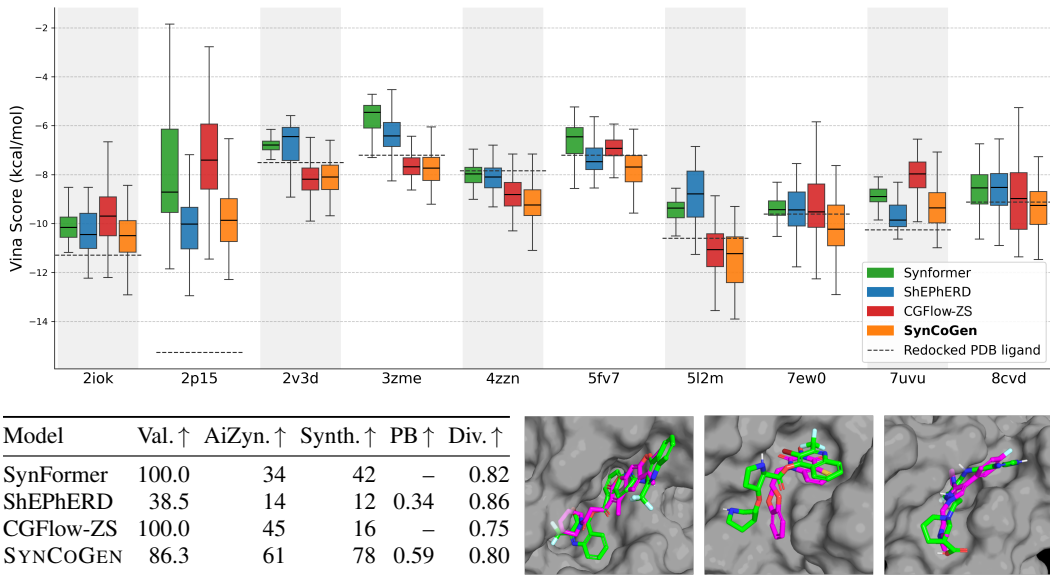 Vina Score (kcal/mol)
−2
−4
−6
−8
−10
−12
−14
2iok 2p15 2v3d 3zme 4zzn 5fv7 5l2m 7ew0 7uvu 8cvd
Synformer
ShEPhERD
CGFlow-ZS
SynCoGen
Redocked PDB ligand
Model Val. ↑ AiZyn. ↑ Synth. ↑ PB ↑ Div. ↑
SynFormer 100.0 34 42 – 0.82
ShEPhERD 38.5 14 12 0.34 0.86
CGFlow-ZS 100.0 45 16 – 0.75
SYNCOGEN 86.3 61 78 0.59 0.80